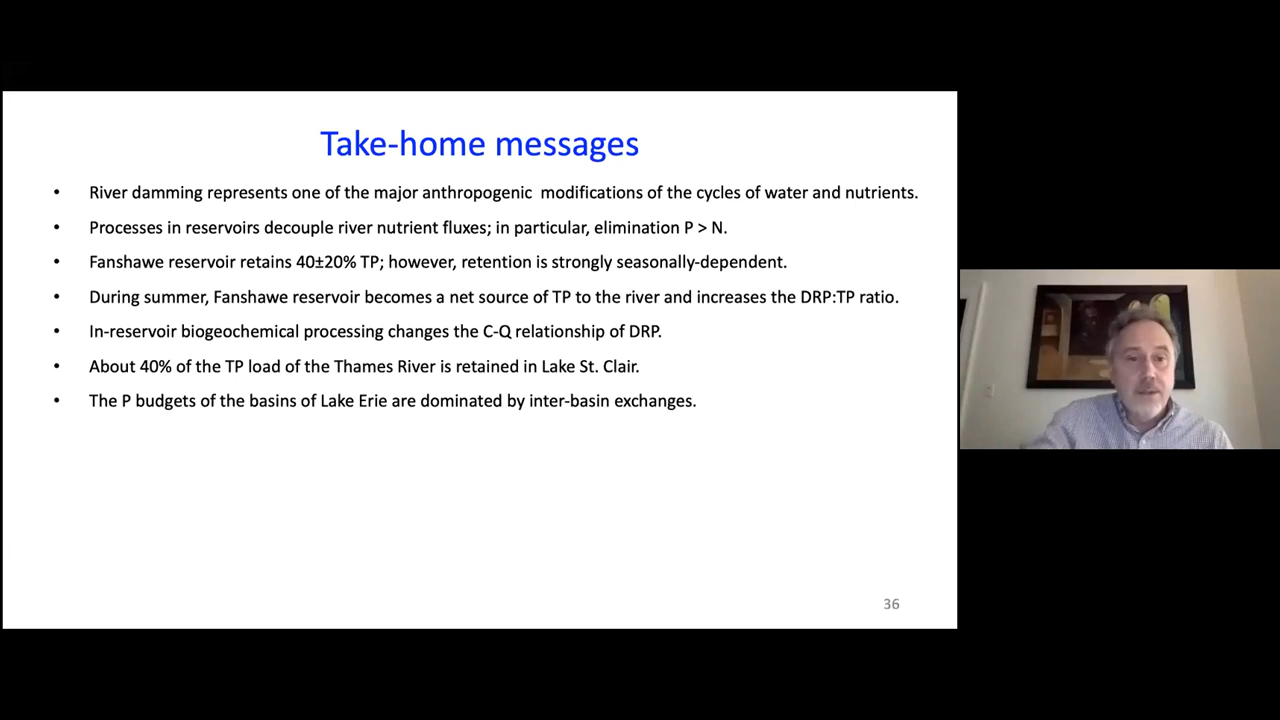 Take-home messages
• River damming represents one of the major anthropogenic  modifications of the cycles of water and nutrients.
• Processes in reservoirs decouple river nutrient fluxes; in particular, elimination P > N.
• Fanshawe reservoir retains 40±20% TP; however, retention is strongly seasonally-dependent.
• During summer, Fanshawe reservoir becomes a net source of TP to the river and increases the DRP:TP ratio.
• In-reservoir biogeochemical processing changes the C-Q relationship of DRP.
• About 40% of the TP load of the Thames River is retained in Lake St. Clair.
• The P budgets of the basins of Lake Erie are dominated by inter-basin exchanges.
36